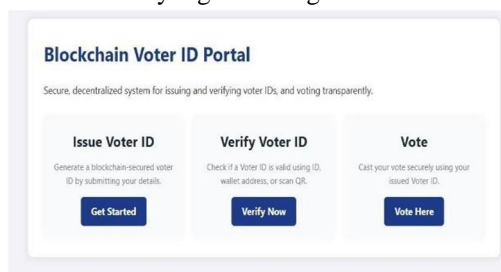 Blockchain Voter ID Portal
Secure, decentralized system for issuing and verifying voter IDs, and voting transparently.
Issue Voter ID
Generate a blockchain-secured voter
ID by submitting your details.
Get Started
Verify Voter ID
Check if a Voter ID is valid using ID,
wallet address, or scan QR.
Verify Now
Vote
Cast your vote securely using your
issued Voter ID.
Vote Here